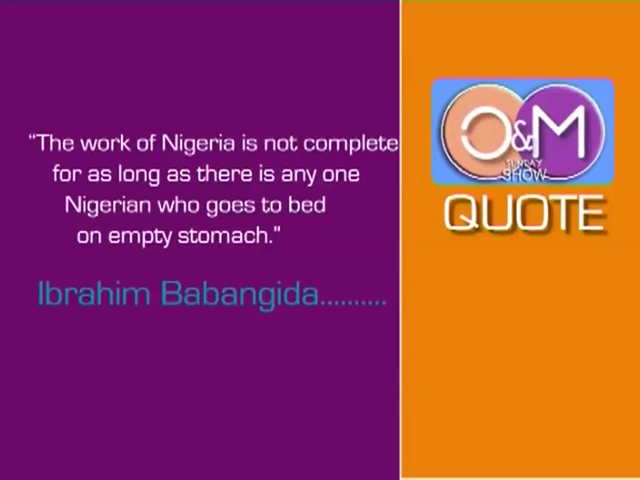 "The work of Nigeria is not complete
for as long as there is any one
Nigerian who goes to bed
on empty stomach."
Ibrahim Babangida..........
O&M
SUNDAY
SHOW
QUOTE